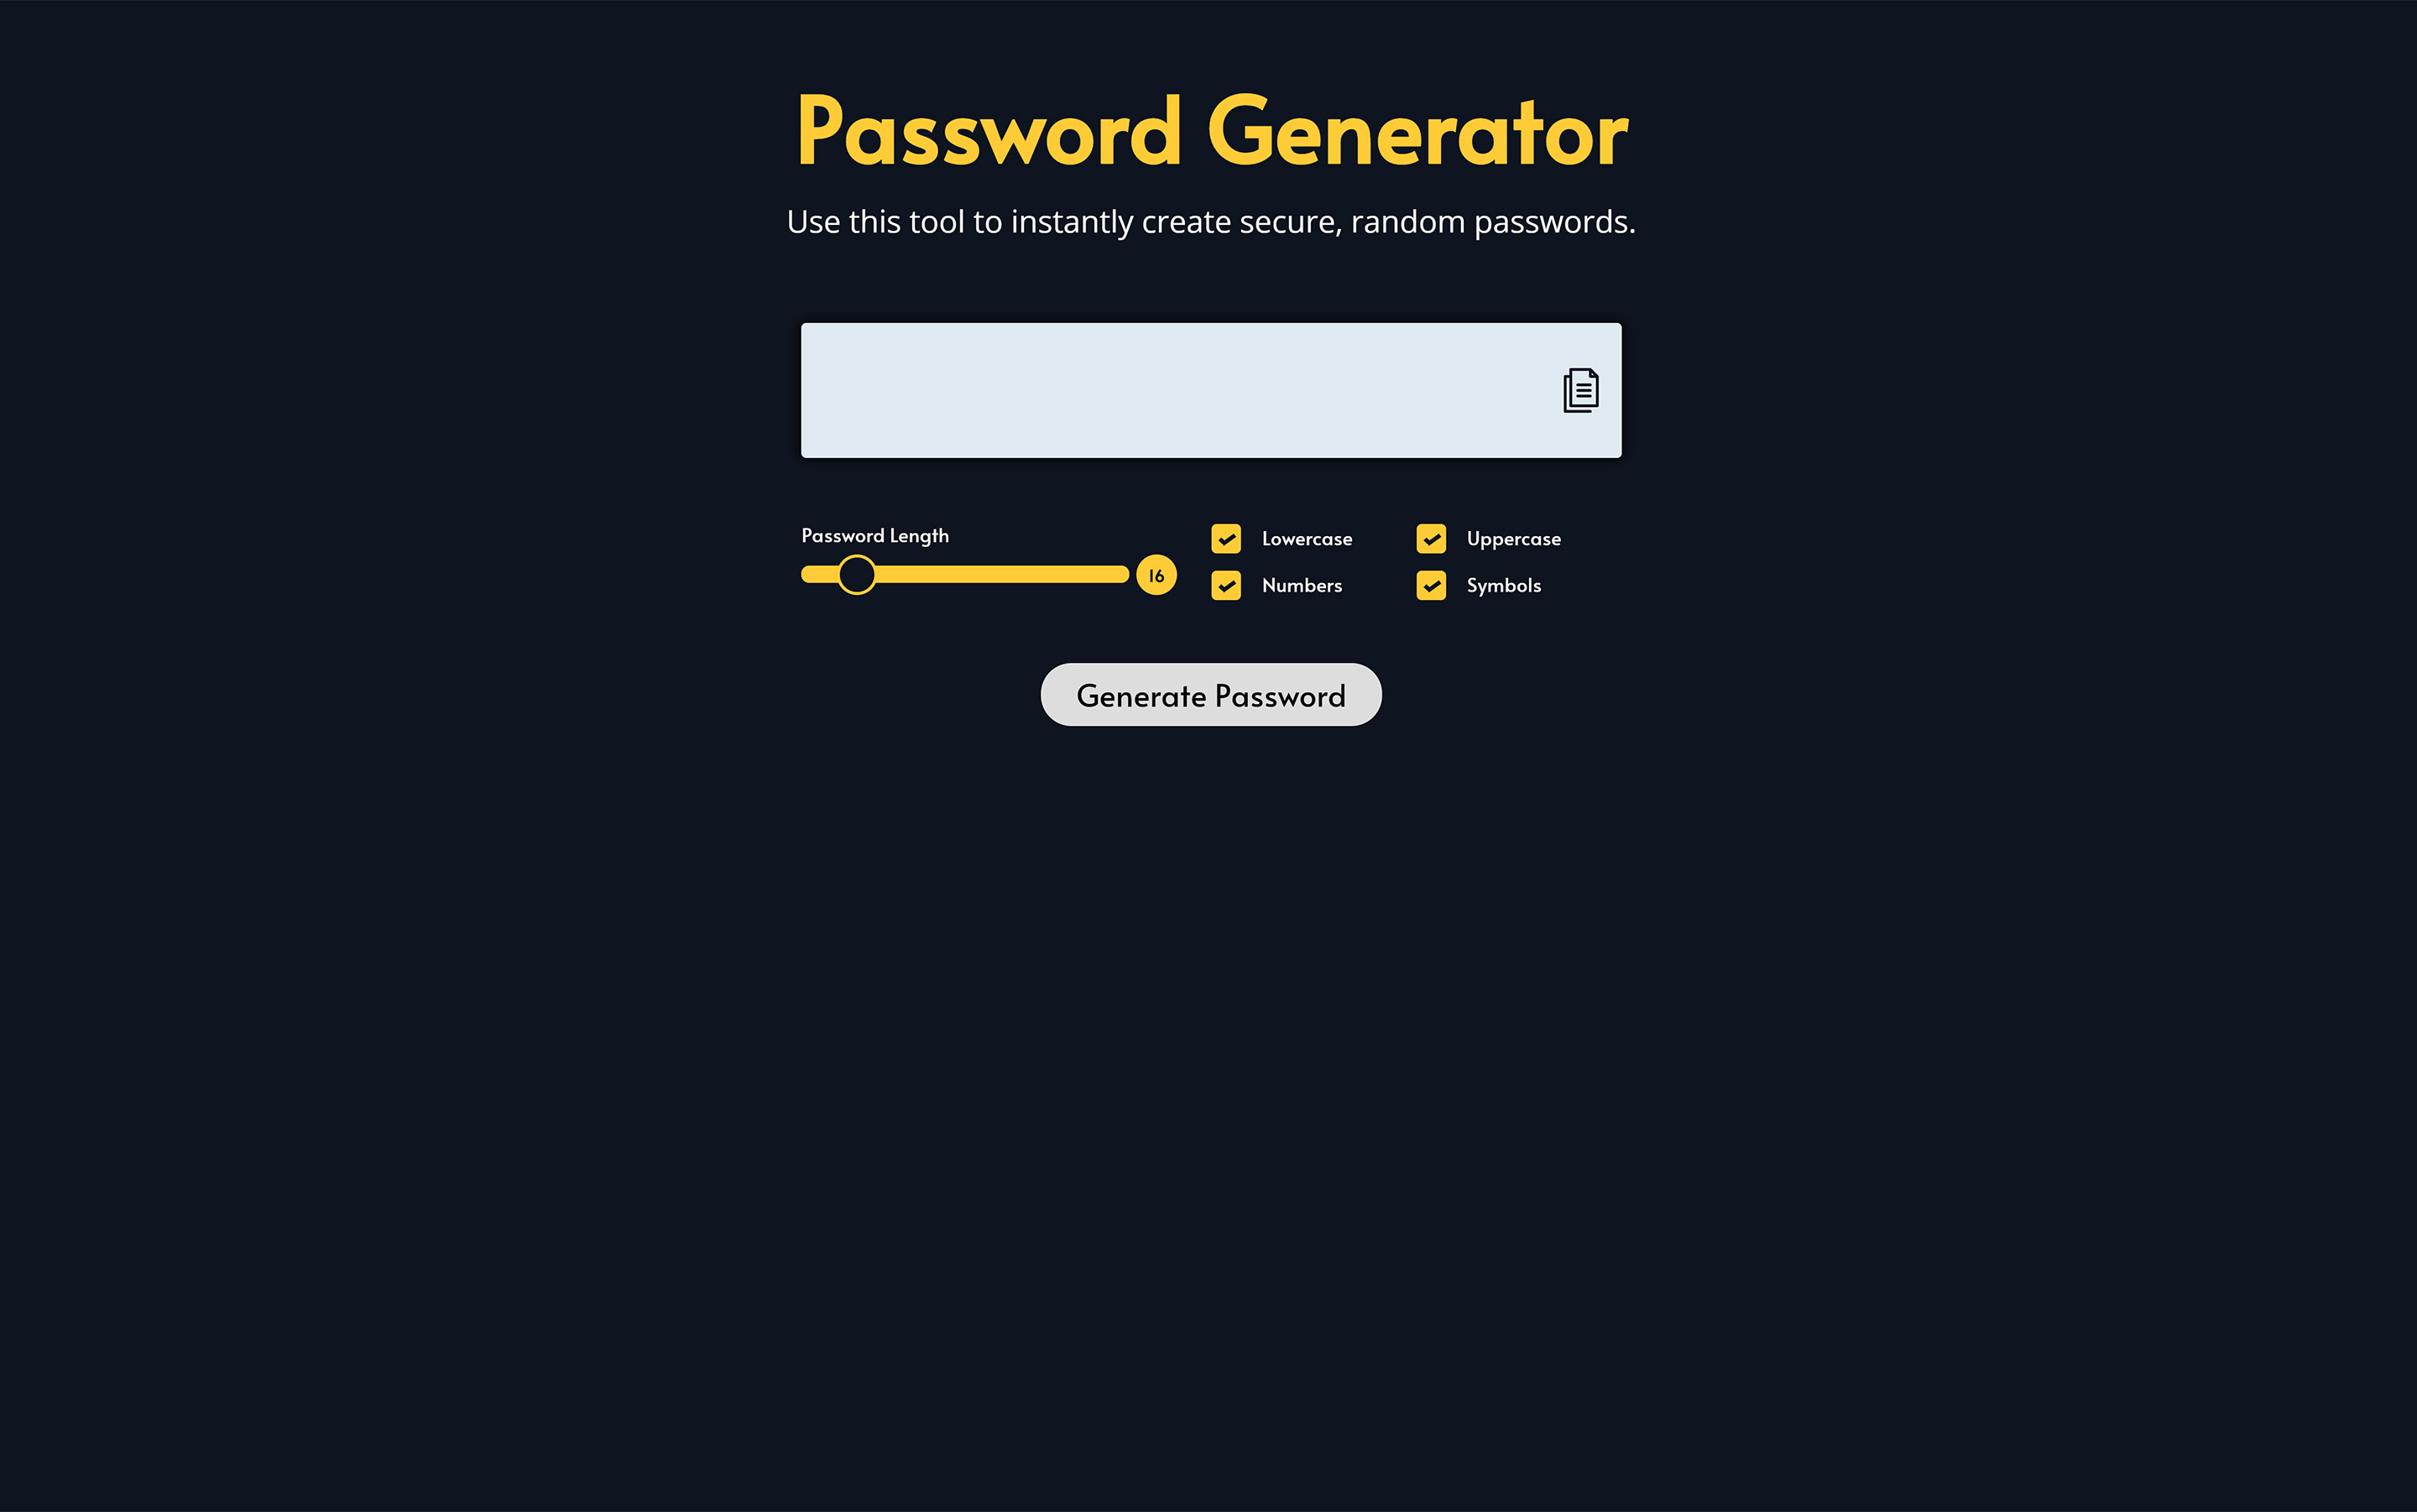 Password Generator
Use this tool to instantly create secure, random passwords.
Password Length
16
Lowercase
Uppercase
Numbers
Symbols
Generate Password